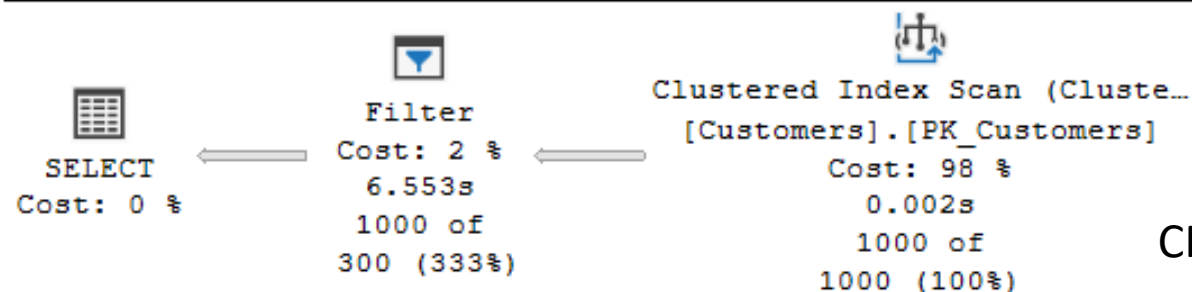 SELECT
Cost: 0 %
Filter
Cost: 2 %
6.553s
1000 of
300 (333%)
Clustered Index Scan (Cluste…
[Customers].[PK_Customers]
Cost: 98 %
0.002s
1000 of
1000 (100%)